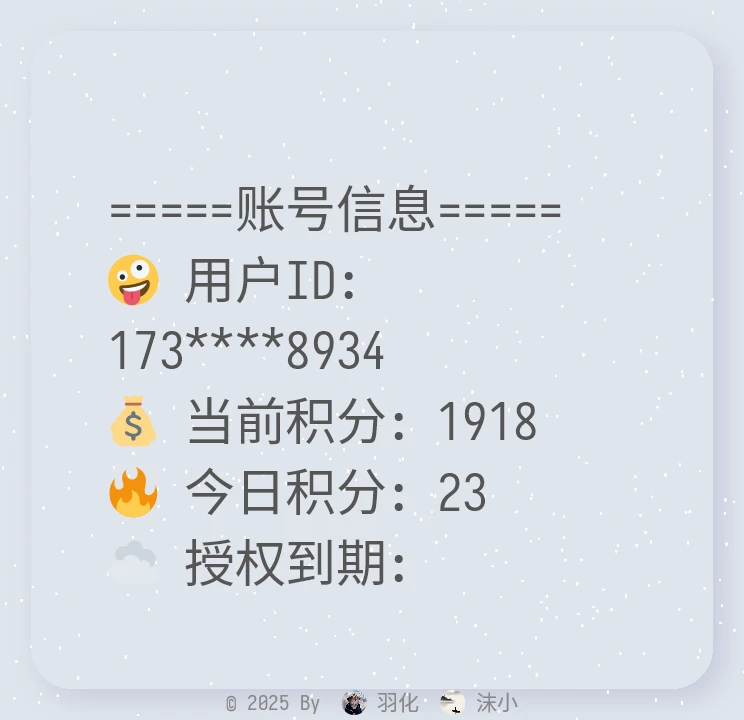 =====账号信息=====
🤪 用户ID:
173****8934
💰 当前积分: 1918
🔥 今日积分: 23
☁️ 授权到期:
© 2025 By 羽化 沫小